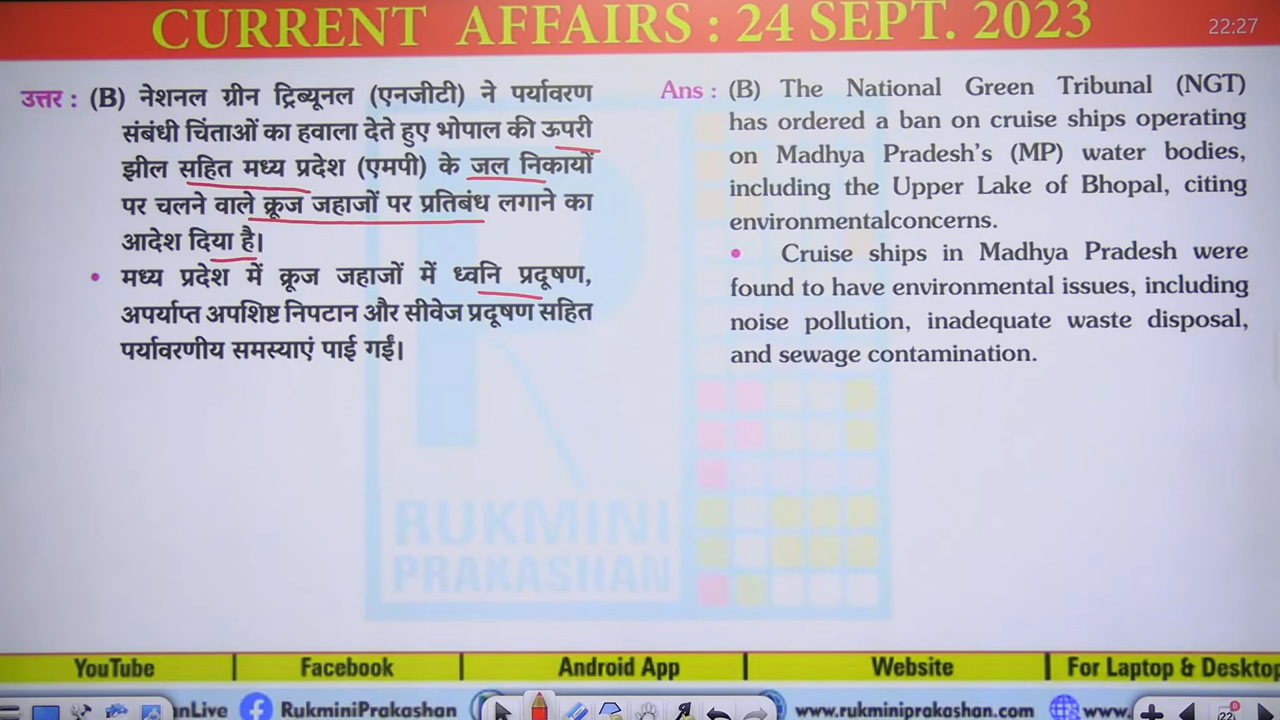 CURRENT AFFAIRS : 24 SEPT. 2023
22:27
उत्तर : (B) नेशनल ग्रीन ट्रिब्यूनल (एनजीटी) ने पर्यावरण
संबंधी चिंताओं का हवाला देते हुए भोपाल की ऊपरी
झील सहित मध्य प्रदेश (एमपी) के जल निकायों
पर चलने वाले क्रूज जहाजों पर प्रतिबंध लगाने का
आदेश दिया है।
• मध्य प्रदेश में क्रूज जहाजों में ध्वनि प्रदूषण,
अपर्याप्त अपशिष्ट निपटान और सीवेज प्रदूषण सहित
पर्यावरणीय समस्याएं पाई गईं।
Ans : (B) The National Green Tribunal (NGT)
has ordered a ban on cruise ships operating
on Madhya Pradesh's (MP) water bodies,
including the Upper Lake of Bhopal, citing
environmentalconcerns.
• Cruise ships in Madhya Pradesh were
found to have environmental issues, including
noise pollution, inadequate waste disposal,
and sewage contamination.
RUKMINI
PRAKASHAN
YouTube
Facebook
Android App
Website
For Laptop & Deskto
nLive
RukminiPrakashan
www.rukminiprakashan.com
www.
22